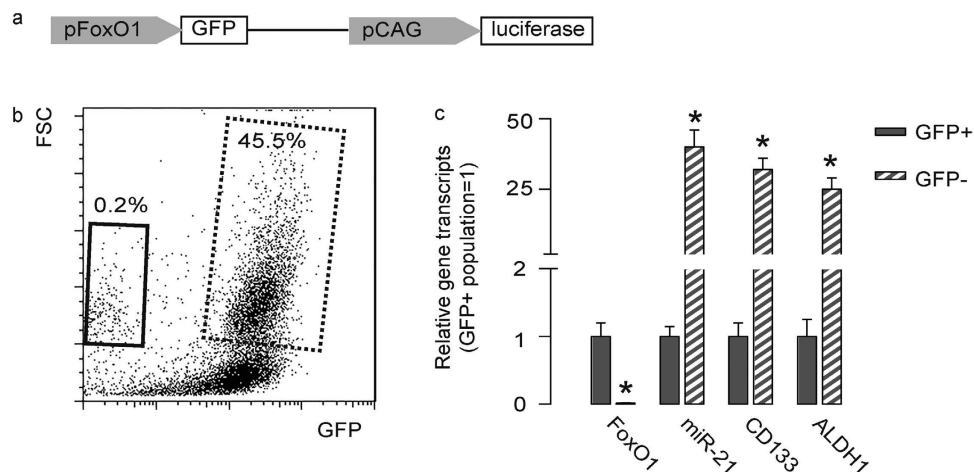 a
pFoxO1 GFP pCAG luciferase
b
FSC
45.5%
0.2%
GFP
c
Relative gene transcripts
(GFP+ population=1)
50
25
2
1
0
* * * *
FoxO1 miR-21 CD133 ALDH1
GFP+
GFP-